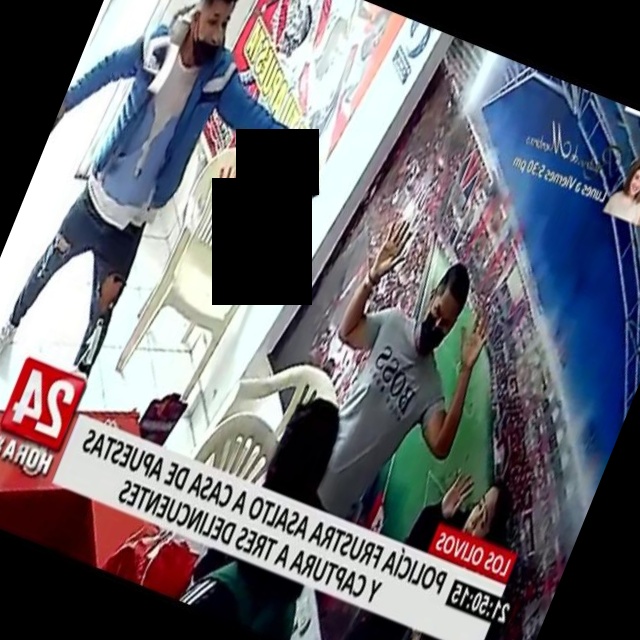 Lunes a Viernes 5:30 pm
BOSS
24
HORAS
LOS OLIVOS
POLICÍA FRUSTRA ASALTO A CASA DE APUESTAS
Y CAPTURA A TRES DELINCUENTES
21:50:15